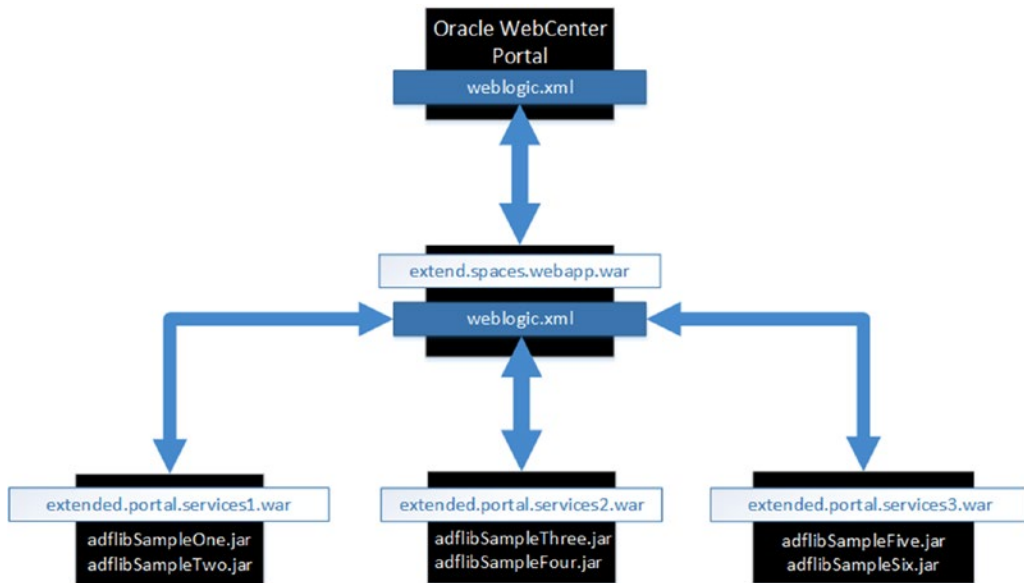 Oracle WebCenter
Portal
weblogic.xml
extend.spaces.webapp.war
weblogic.xml
extended.portal.services1.war
adflibSampleOne.jar
adflibSampleTwo.jar
extended.portal.services2.war
adflibSampleThree.jar
adflibSampleFour.jar
extended.portal.services3.war
adflibSampleFive.jar
adflibSampleSix.jar